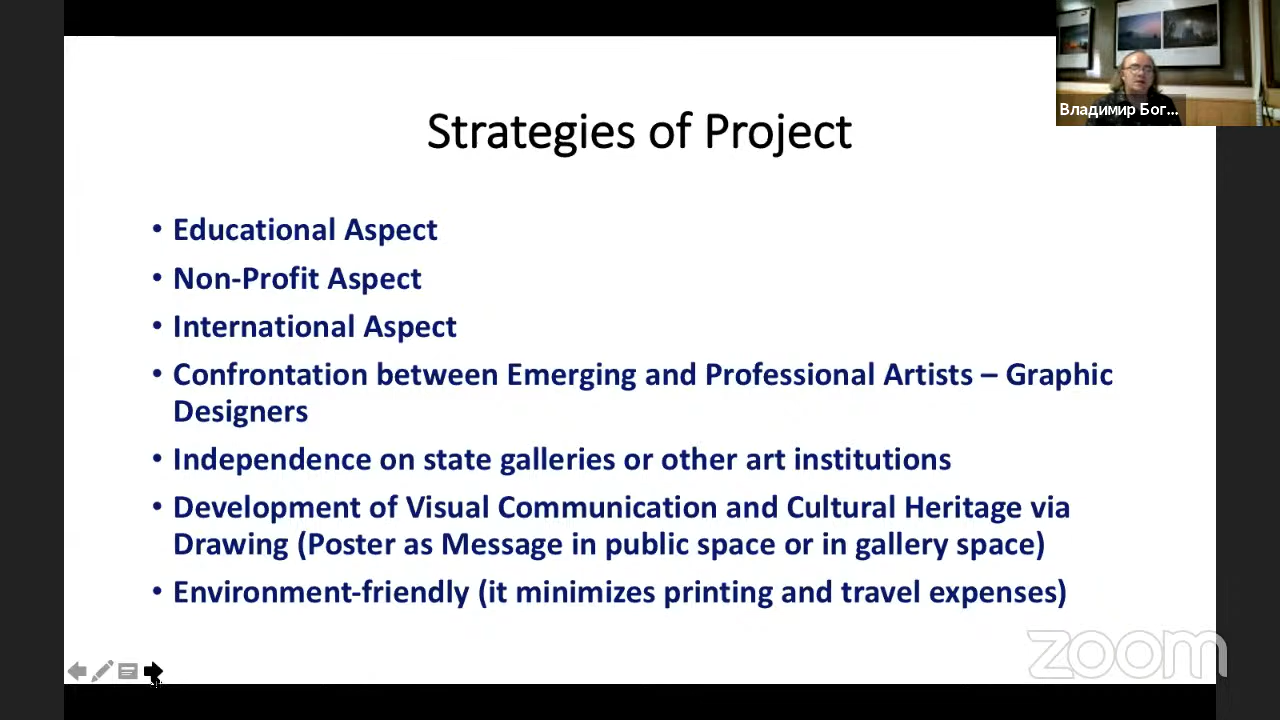 Strategies of Project
Владимир Бог...
• Educational Aspect
• Non-Profit Aspect
• International Aspect
• Confrontation between Emerging and Professional Artists – Graphic
Designers
• Independence on state galleries or other art institutions
• Development of Visual Communication and Cultural Heritage via
Drawing (Poster as Message in public space or in gallery space)
• Environment-friendly (it minimizes printing and travel expenses)
zoom